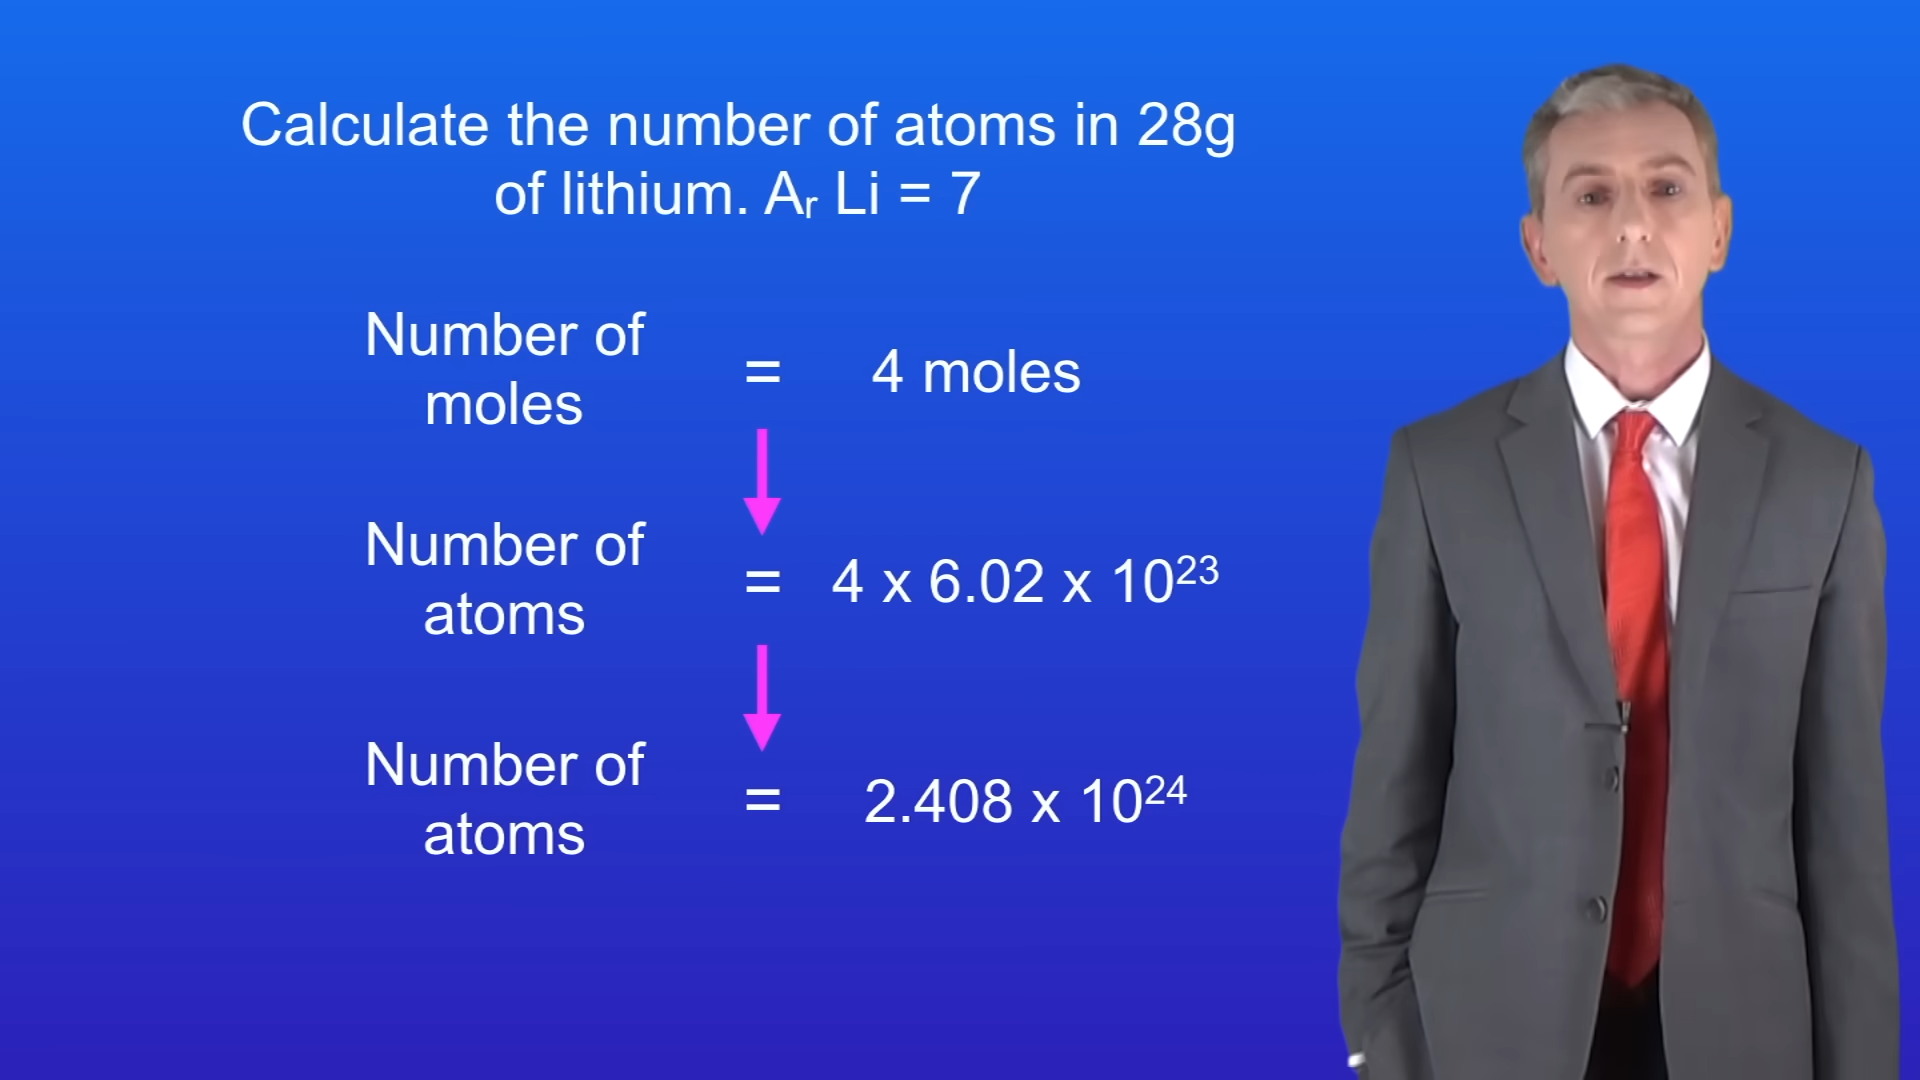 Calculate the number of atoms in 28g
of lithium. Aᵣ Li = 7
Number of
moles
= 4 moles
Number of
atoms
= 4 x 6.02 x 10²³
Number of
atoms
= 2.408 x 10²⁴